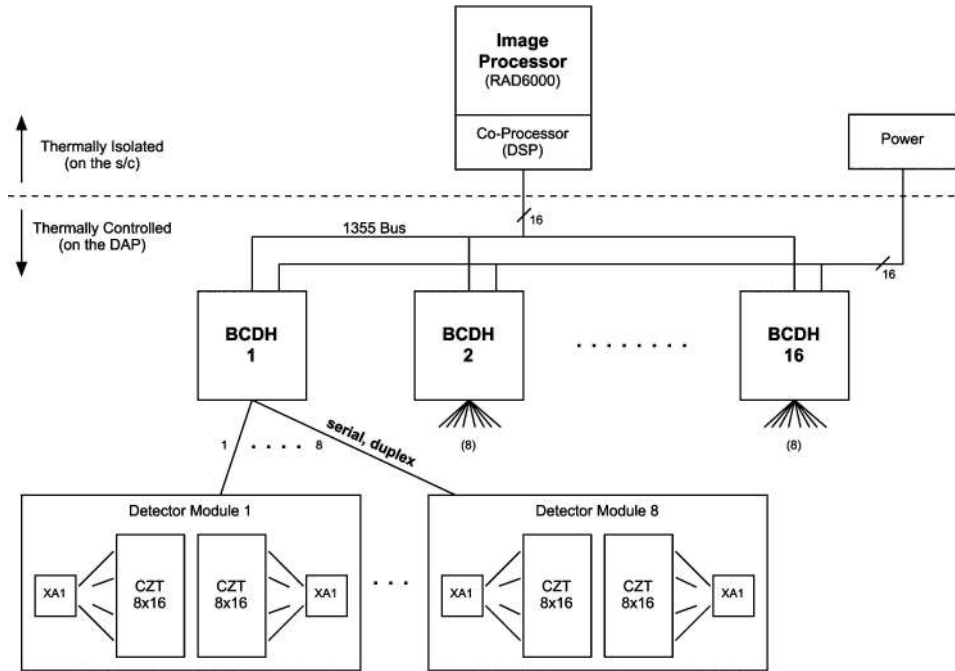 Image
Processor
(RAD6000)
Co-Processor
(DSP)
Power
Thermally Isolated
(on the s/c)
Thermally Controlled
(on the DAP)
16
1355 Bus
16
BCDH
1
BCDH
2
. . . . . . . .
BCDH
16
1 . . . . 8
serial, duplex
(8)
(8)
Detector Module 1
Detector Module 8
XA1
CZT
8x16
CZT
8x16
XA1
. . .
XA1
CZT
8x16
CZT
8x16
XA1